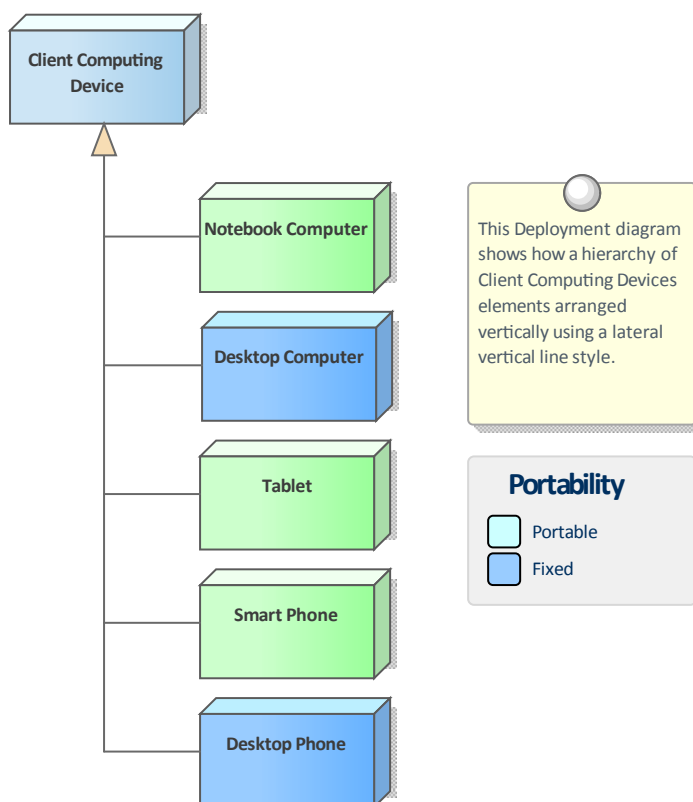 Client Computing
Device
Notebook Computer
Desktop Computer
Tablet
Smart Phone
Desktop Phone
This Deployment diagram
shows how a hierarchy of
Client Computing Devices
elements arranged
vertically using a lateral
vertical line style.
Portability
Portable
Fixed